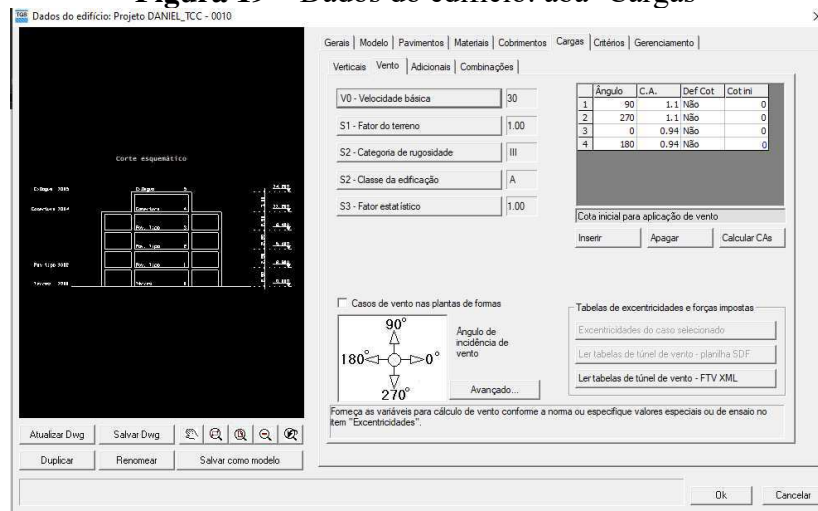 Figura 19 – Dados do edifício: aba "Cargas"
TQS Dados do edifício: Projeto DANIEL_TCC - 0010
Gerais Modelo Pavimentos Materiais Cobrimentos Cargas Critérios Gerenciamento
Verticais Vento Adicionais Combinações
V0 - Velocidade básica 30
S1 - Fator do terreno 1.00
S2 - Categoria de rugosidade III
S2 - Classe da edificação A
S3 - Fator estatístico 1.00
Ângulo C.A. Def Cot Cot ini
1 90 1.1 Não 0
2 270 1.1 Não 0
3 0 0.94 Não 0
4 180 0.94 Não 0
Cota inicial para aplicação de vento
Inserir Apagar Calcular CAs
Corte esquemático
Casos de vento nas plantas de formas
90°
180° 0°
270°
Angulo de
incidência de
vento
Avançado...
Tabelas de excentricidades e forças impostas
Excentricidades do caso selecionado
Ler tabelas de túnel de vento - planilha SDF
Ler tabelas de túnel de vento - FTV XML
Forneça as variáveis para cálculo de vento conforme a norma ou especifique valores especiais ou de ensaio no
item "Excentricidades".
Atualizar Dwg Salvar Dwg
Duplicar Renomear Salvar como modelo
Ok Cancelar